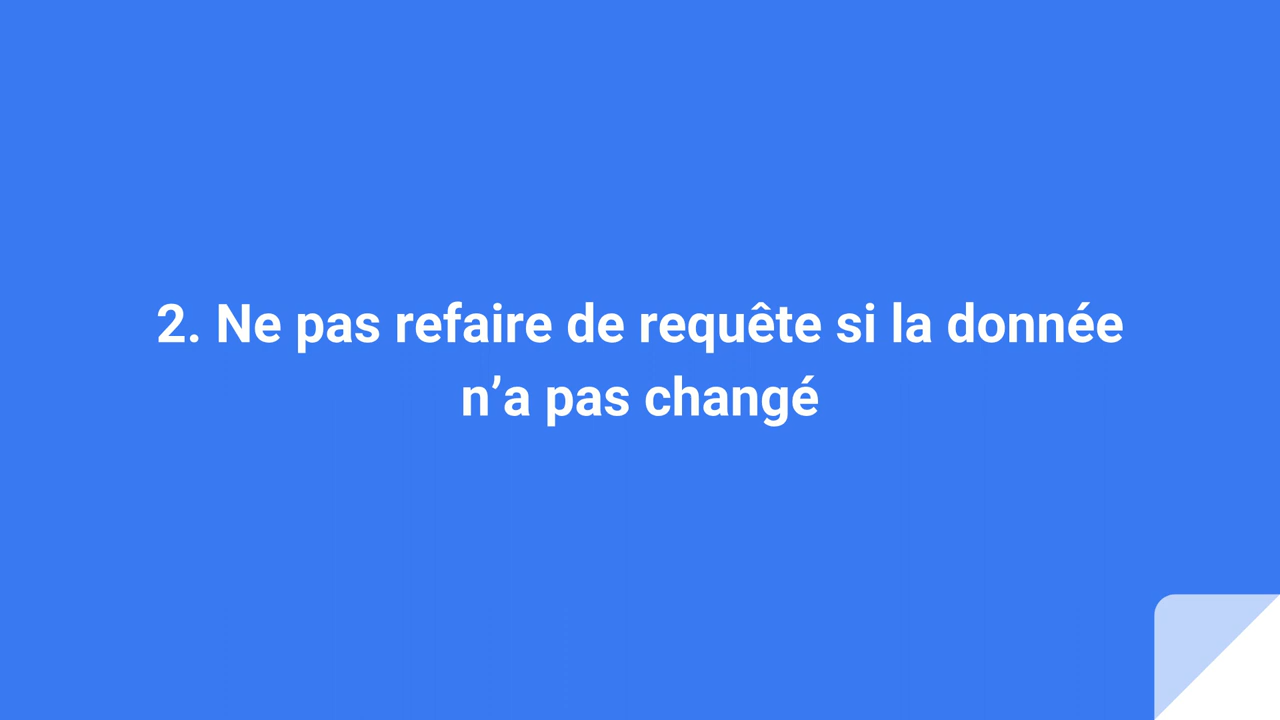 2. Ne pas refaire de requête si la donnée
n’a pas changé